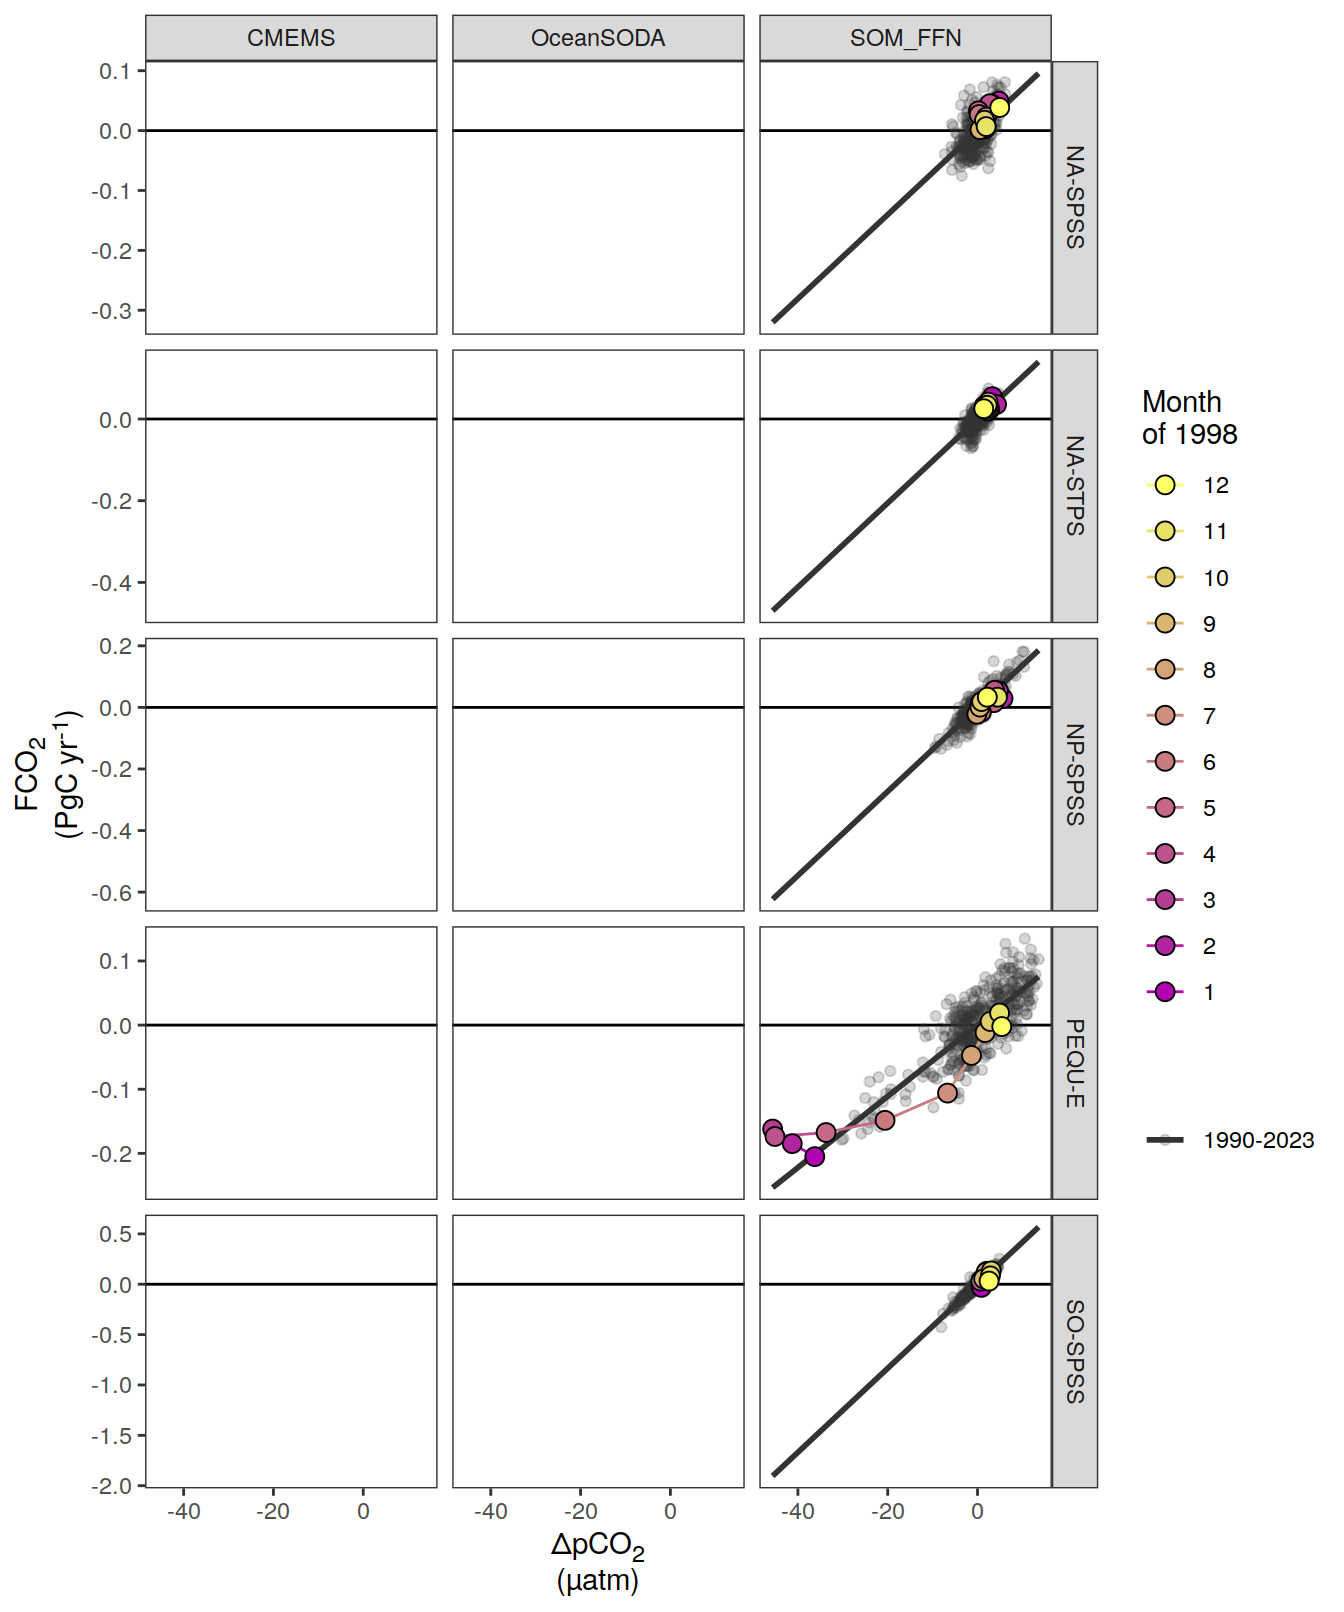 CMEMS OceanSODA SOM_FFN
0.1
0.0
-0.1
-0.2
-0.3
NA-SPSS
0.0
-0.2
-0.4
NA-STPS
0.2
0.0
-0.2
-0.4
-0.6
NP-SPSS
0.1
0.0
-0.1
-0.2
PEQU-E
0.5
0.0
-0.5
-1.0
-1.5
-2.0
SO-SPSS
-40 -20 0 -40 -20 0 -40 -20 0
ΔpCO₂
(µatm)
FCO₂
(PgC yr⁻¹)
Month
of 1998
12
11
10
9
8
7
6
5
4
3
2
1
1990-2023